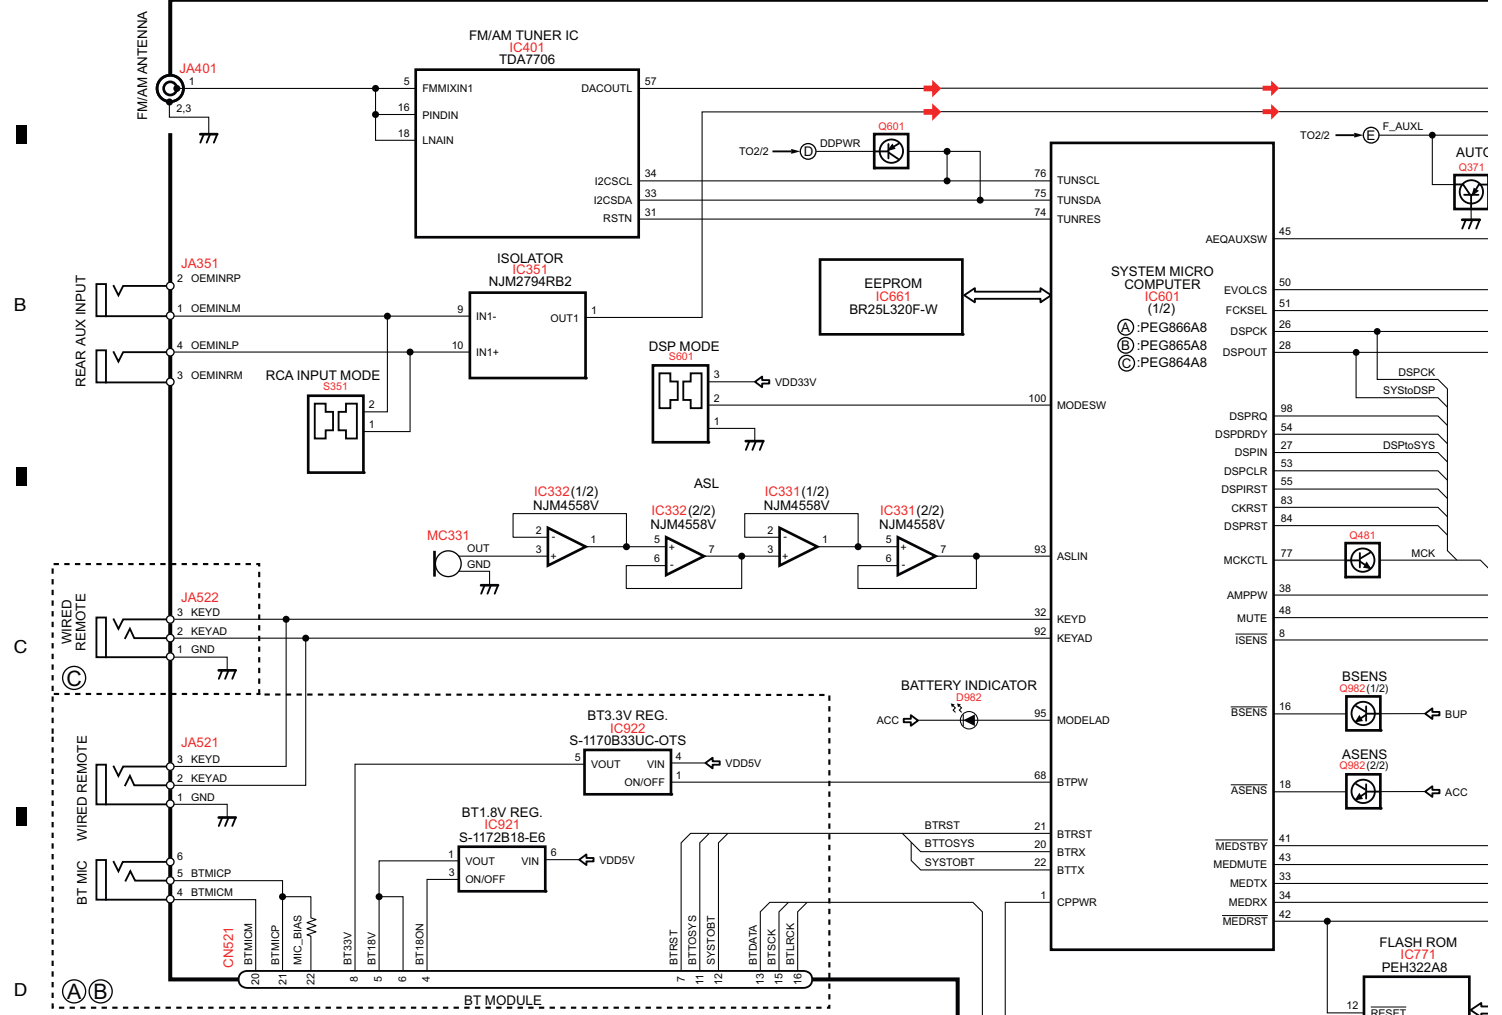 FM/AM ANTENNA
JA401
1
2,3
FM/AM TUNER IC
IC401
TDA7706
5 FMMIXIN1
16 PINDIN
18 LNAIN
DACOUTL 57
I2CSCL 34
I2CSDA 33
RSTN 31
TO2/2 D DDPWR
Q601
TO2/2 E F_AUXL
Q371
B
REAR AUX INPUT
JA351
2 OEMINRP
1 OEMINLM
4 OEMINLP
3 OEMINRM
ISOLATOR
IC351
NJM2794RB2
9 IN1-
10 IN1+
OUT1 1
RCA INPUT MODE
S351
2
1
DSP MODE
S601
3 VDD33V
2
1
EEPROM
IC661
BR25L320F-W
SYSTEM MICRO
COMPUTER
IC601
(1/2)
A :PEG866A8
B :PEG865A8
C :PEG864A8
76 TUNSCL
75 TUNSDA
74 TUNRES
100 MODESW
93 ASLIN
32 KEYD
92 KEYAD
95 MODELAD
68 BTPW
21 BTRST
20 BTRX
22 BTTX
1 CPPWR
AEQAUXSW 45
EVOLCS 50
FCKSEL 51
DSPCK 26
DSPOUT 28
DSPCK
SYStoDSP
DSPRQ 98
DSPDRDY 54
DSPIN 27 DSPtoSYS
DSPCLR 53
DSPIRST 55
CKRST 83
DSPRST 84
MCKCTL 77
Q481
MCK
AMPPW 38
MUTE 48
ISENS 8
BSENS 16
BSENS
Q982(1/2)
BUP
ASENS 18
ASENS
Q982(2/2)
ACC
MEDSTBY 41
MEDMUTE 43
MEDTX 33
MEDRX 34
MEDRST 42
FLASH ROM
IC771
PEH322A8
12 RESET
ASL
MC331
OUT
GND
IC332(1/2)
NJM4558V
2 -
3 +
1
IC332(2/2)
NJM4558V
5 +
6 -
7
IC331(1/2)
NJM4558V
2 -
3 +
1
IC331(2/2)
NJM4558V
5 +
6 -
7
C
WIRED
REMOTE
JA522
3 KEYD
2 KEYAD
1 GND
C
BATTERY INDICATOR
D982
ACC
WIRED REMOTE
JA521
3 KEYD
2 KEYAD
1 GND
BT3.3V REG.
IC922
S-1170B33UC-OTS
5 VOUT
VIN 4 VDD5V
ON/OFF 1
BT1.8V REG.
IC921
S-1172B18-E6
1 VOUT
VIN 6 VDD5V
3 ON/OFF
BT MIC
6
5 BTMICP
4 BTMICM
BTRST
BTTOSYS
SYSTOBT
D
A B
CN521
BTMICM 20
BTMICP 21
MIC_BIAS 22
BT33V 8
BT18V 5
6
BT18ON 4
BTRST 7
BTTOSYS 11
SYSTOBT 12
BTDATA 13
BTSCK 15
BTLRCK 16
BT MODULE